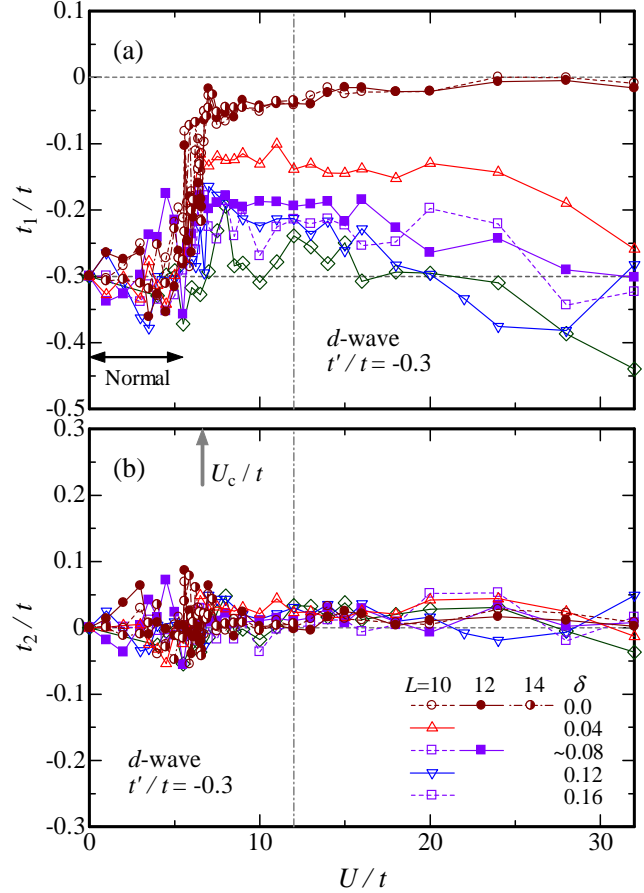 0.1
(a)
0
-0.1
-0.2
-0.3
-0.4
-0.5
t1 / t
Normal
d-wave
t' / t = -0.3
0.3
(b)
Uc / t
0.2
0.1
0
-0.1
-0.2
-0.3
t2 / t
L=10 12 14 δ
0.0
0.04
~0.08
0.12
0.16
d-wave
t' / t = -0.3
0 10 20 30
U / t